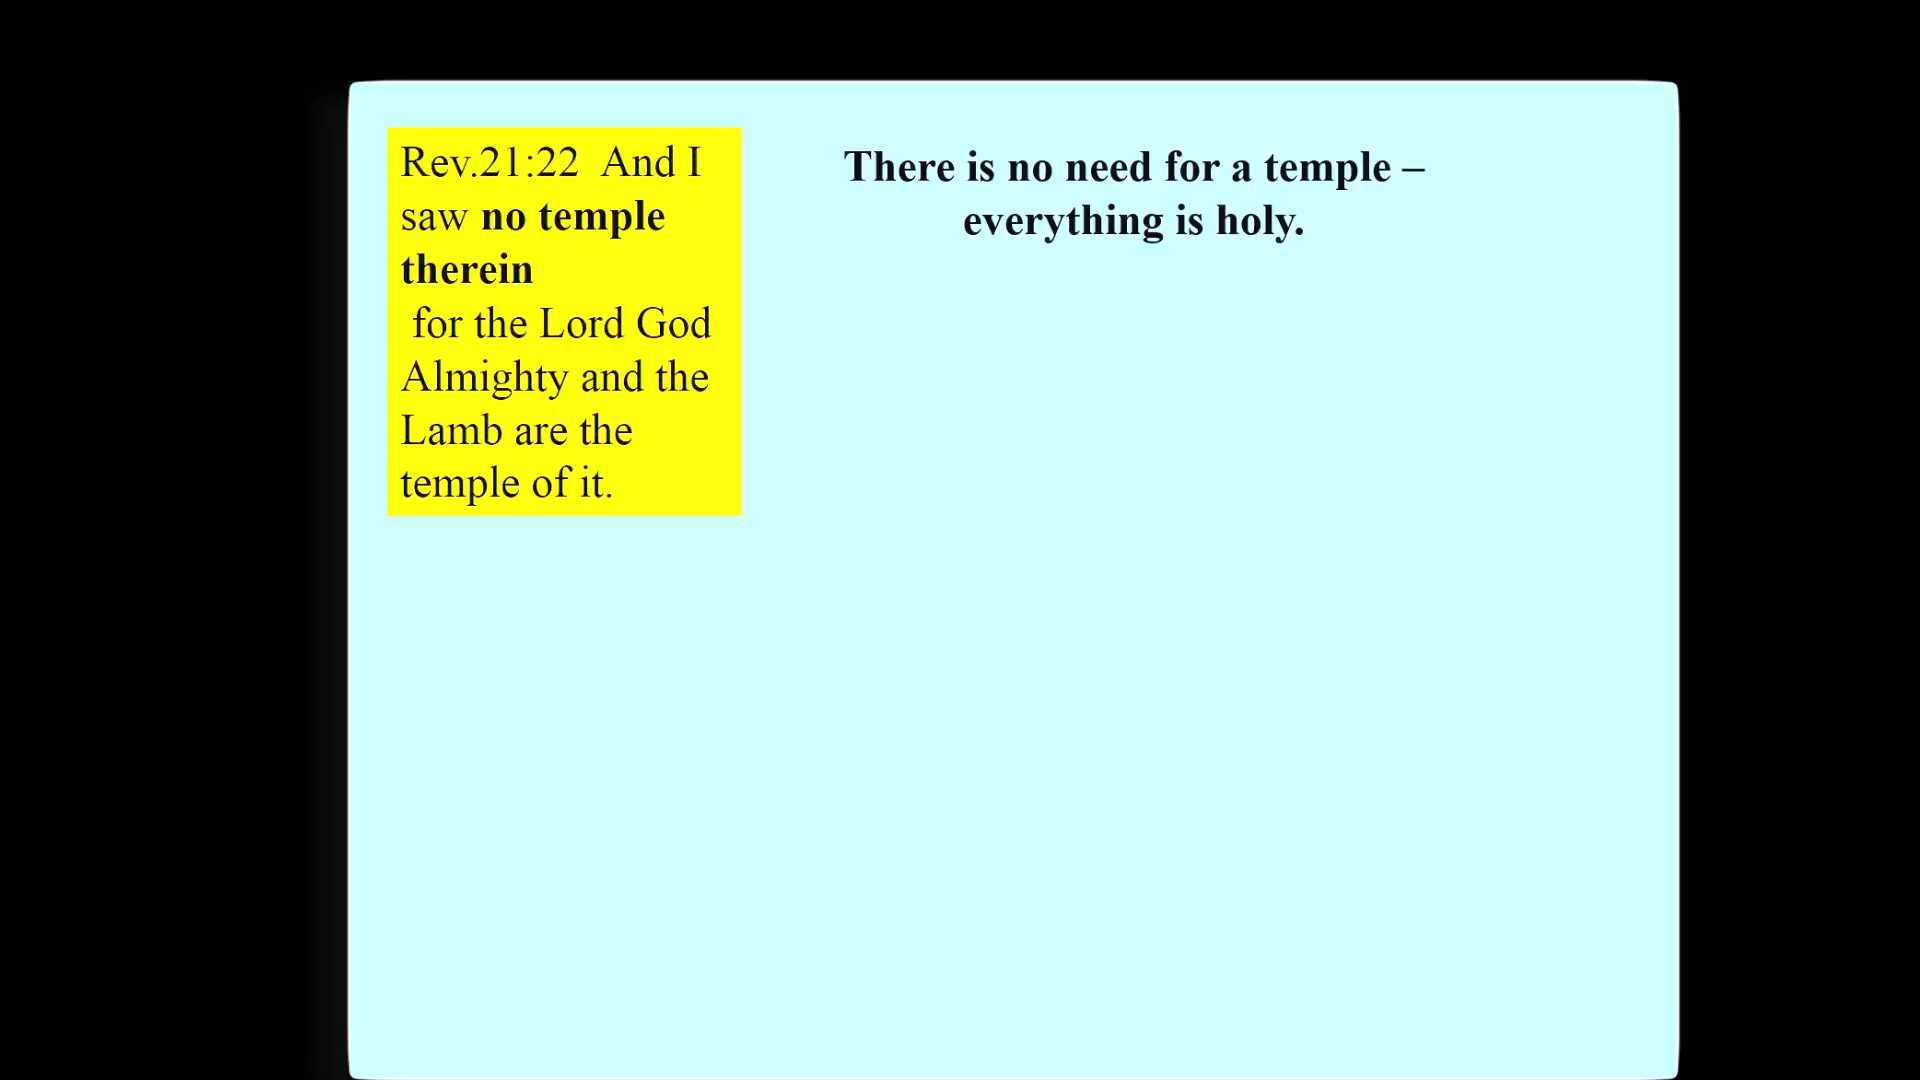 Rev.21:22  And I
saw no temple
therein
for the Lord God
Almighty and the
Lamb are the
temple of it.
There is no need for a temple –
everything is holy.